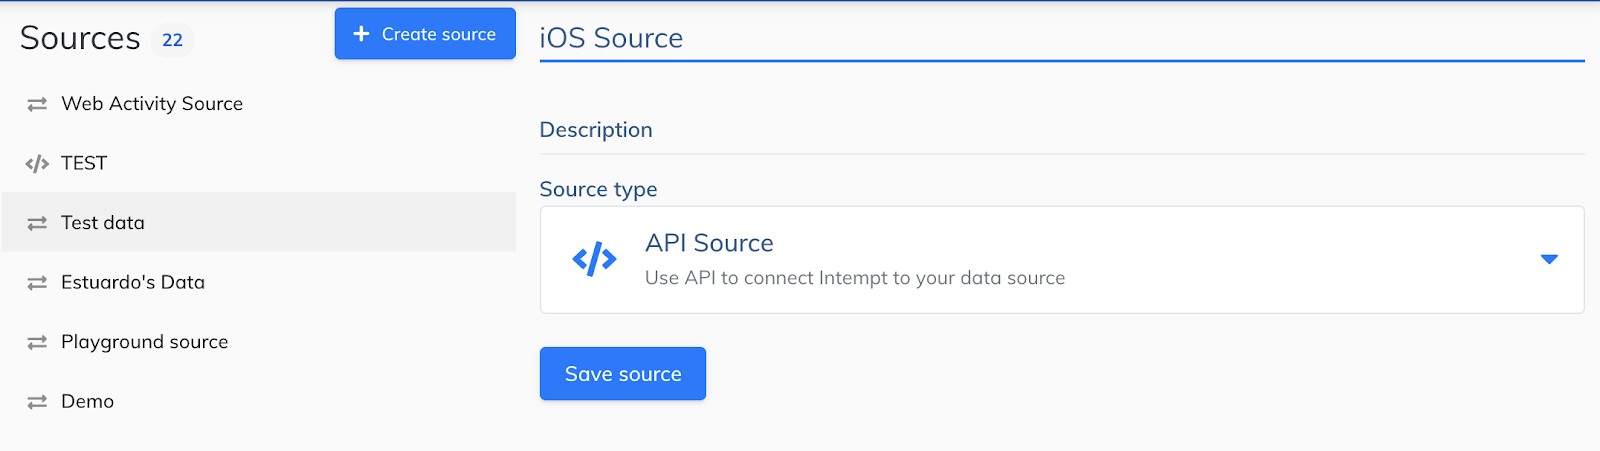 Sources 22
Create source
Web Activity Source
TEST
Test data
Estuardo's Data
Playground source
Demo
iOS Source
Description
Source type
API Source
Use API to connect Intempt to your data source
Save source